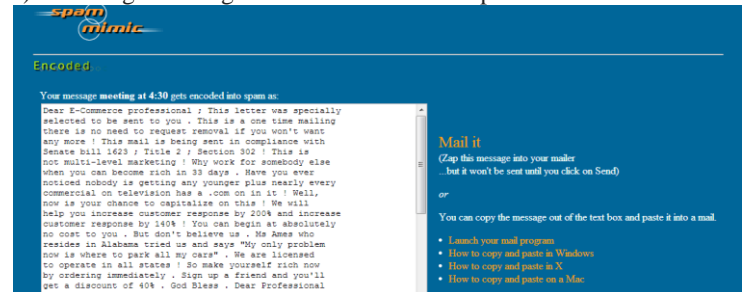 spam
mimic
Encoded
Your message meeting at 4:30 gets encoded into spam as:
Dear E-Commerce professional ; This letter was specially
selected to be sent to you . This is a one time mailing
there is no need to request removal if you won't want
any more ! This mail is being sent in compliance with
Senate bill 1623 ; Title 2 ; Section 302 ! This is
not multi-level marketing ! Why work for somebody else
when you can become rich in 33 days . Have you ever
noticed nobody is getting any younger plus nearly every
commercial on television has a .com on in it ! Well,
now is your chance to capitalize on this ! We will
help you increase customer response by 200% and increase
customer response by 140% ! You can begin at absolutely
no cost to you . But don't believe us . Ms Ames who
resides in Alabama tried us and says "My only problem
now is where to park all my cars" . We are licensed
to operate in all states ! So make yourself rich now
by ordering immediately . Sign up a friend and you'll
get a discount of 40% . God Bless . Dear Professional
Mail it
(Zap this message into your mailer
...but it won't be sent until you click on Send)
or
You can copy the message out of the text box and paste it into a mail.
Launch your mail program
How to copy and paste in Windows
How to copy and paste in X
How to copy and paste on a Mac